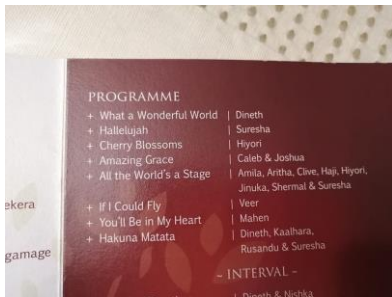 PROGRAMME
+ What a Wonderful World | Dineth
+ Hallelujah | Suresha
+ Cherry Blossoms | Hiyori
+ Amazing Grace | Caleb & Joshua
+ All the World's a Stage | Amila, Aritha, Clive, Haji, Hiyori,
Jinuka, Shermal & Suresha
ekera
+ If I Could Fly | Veer
+ You'll Be in My Heart | Mahen
+ Hakuna Matata | Dineth, Kaalhara,
Rusandu & Suresha
gamage
– INTERVAL –
| Dineth & Nishka